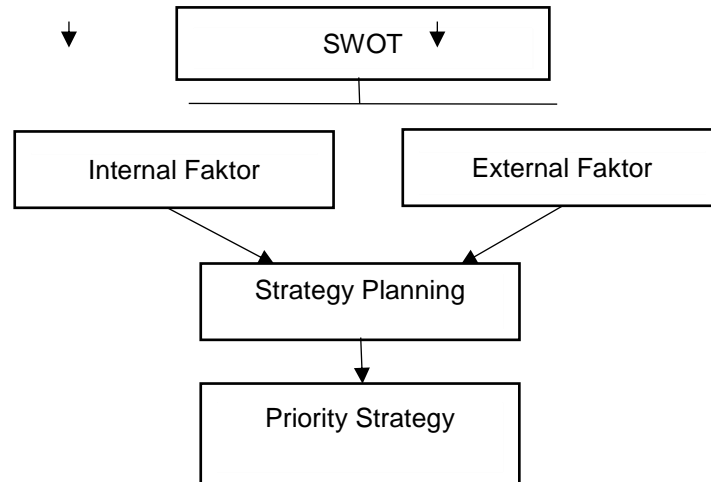 SWOT
Internal Faktor
External Faktor
Strategy Planning
Priority Strategy